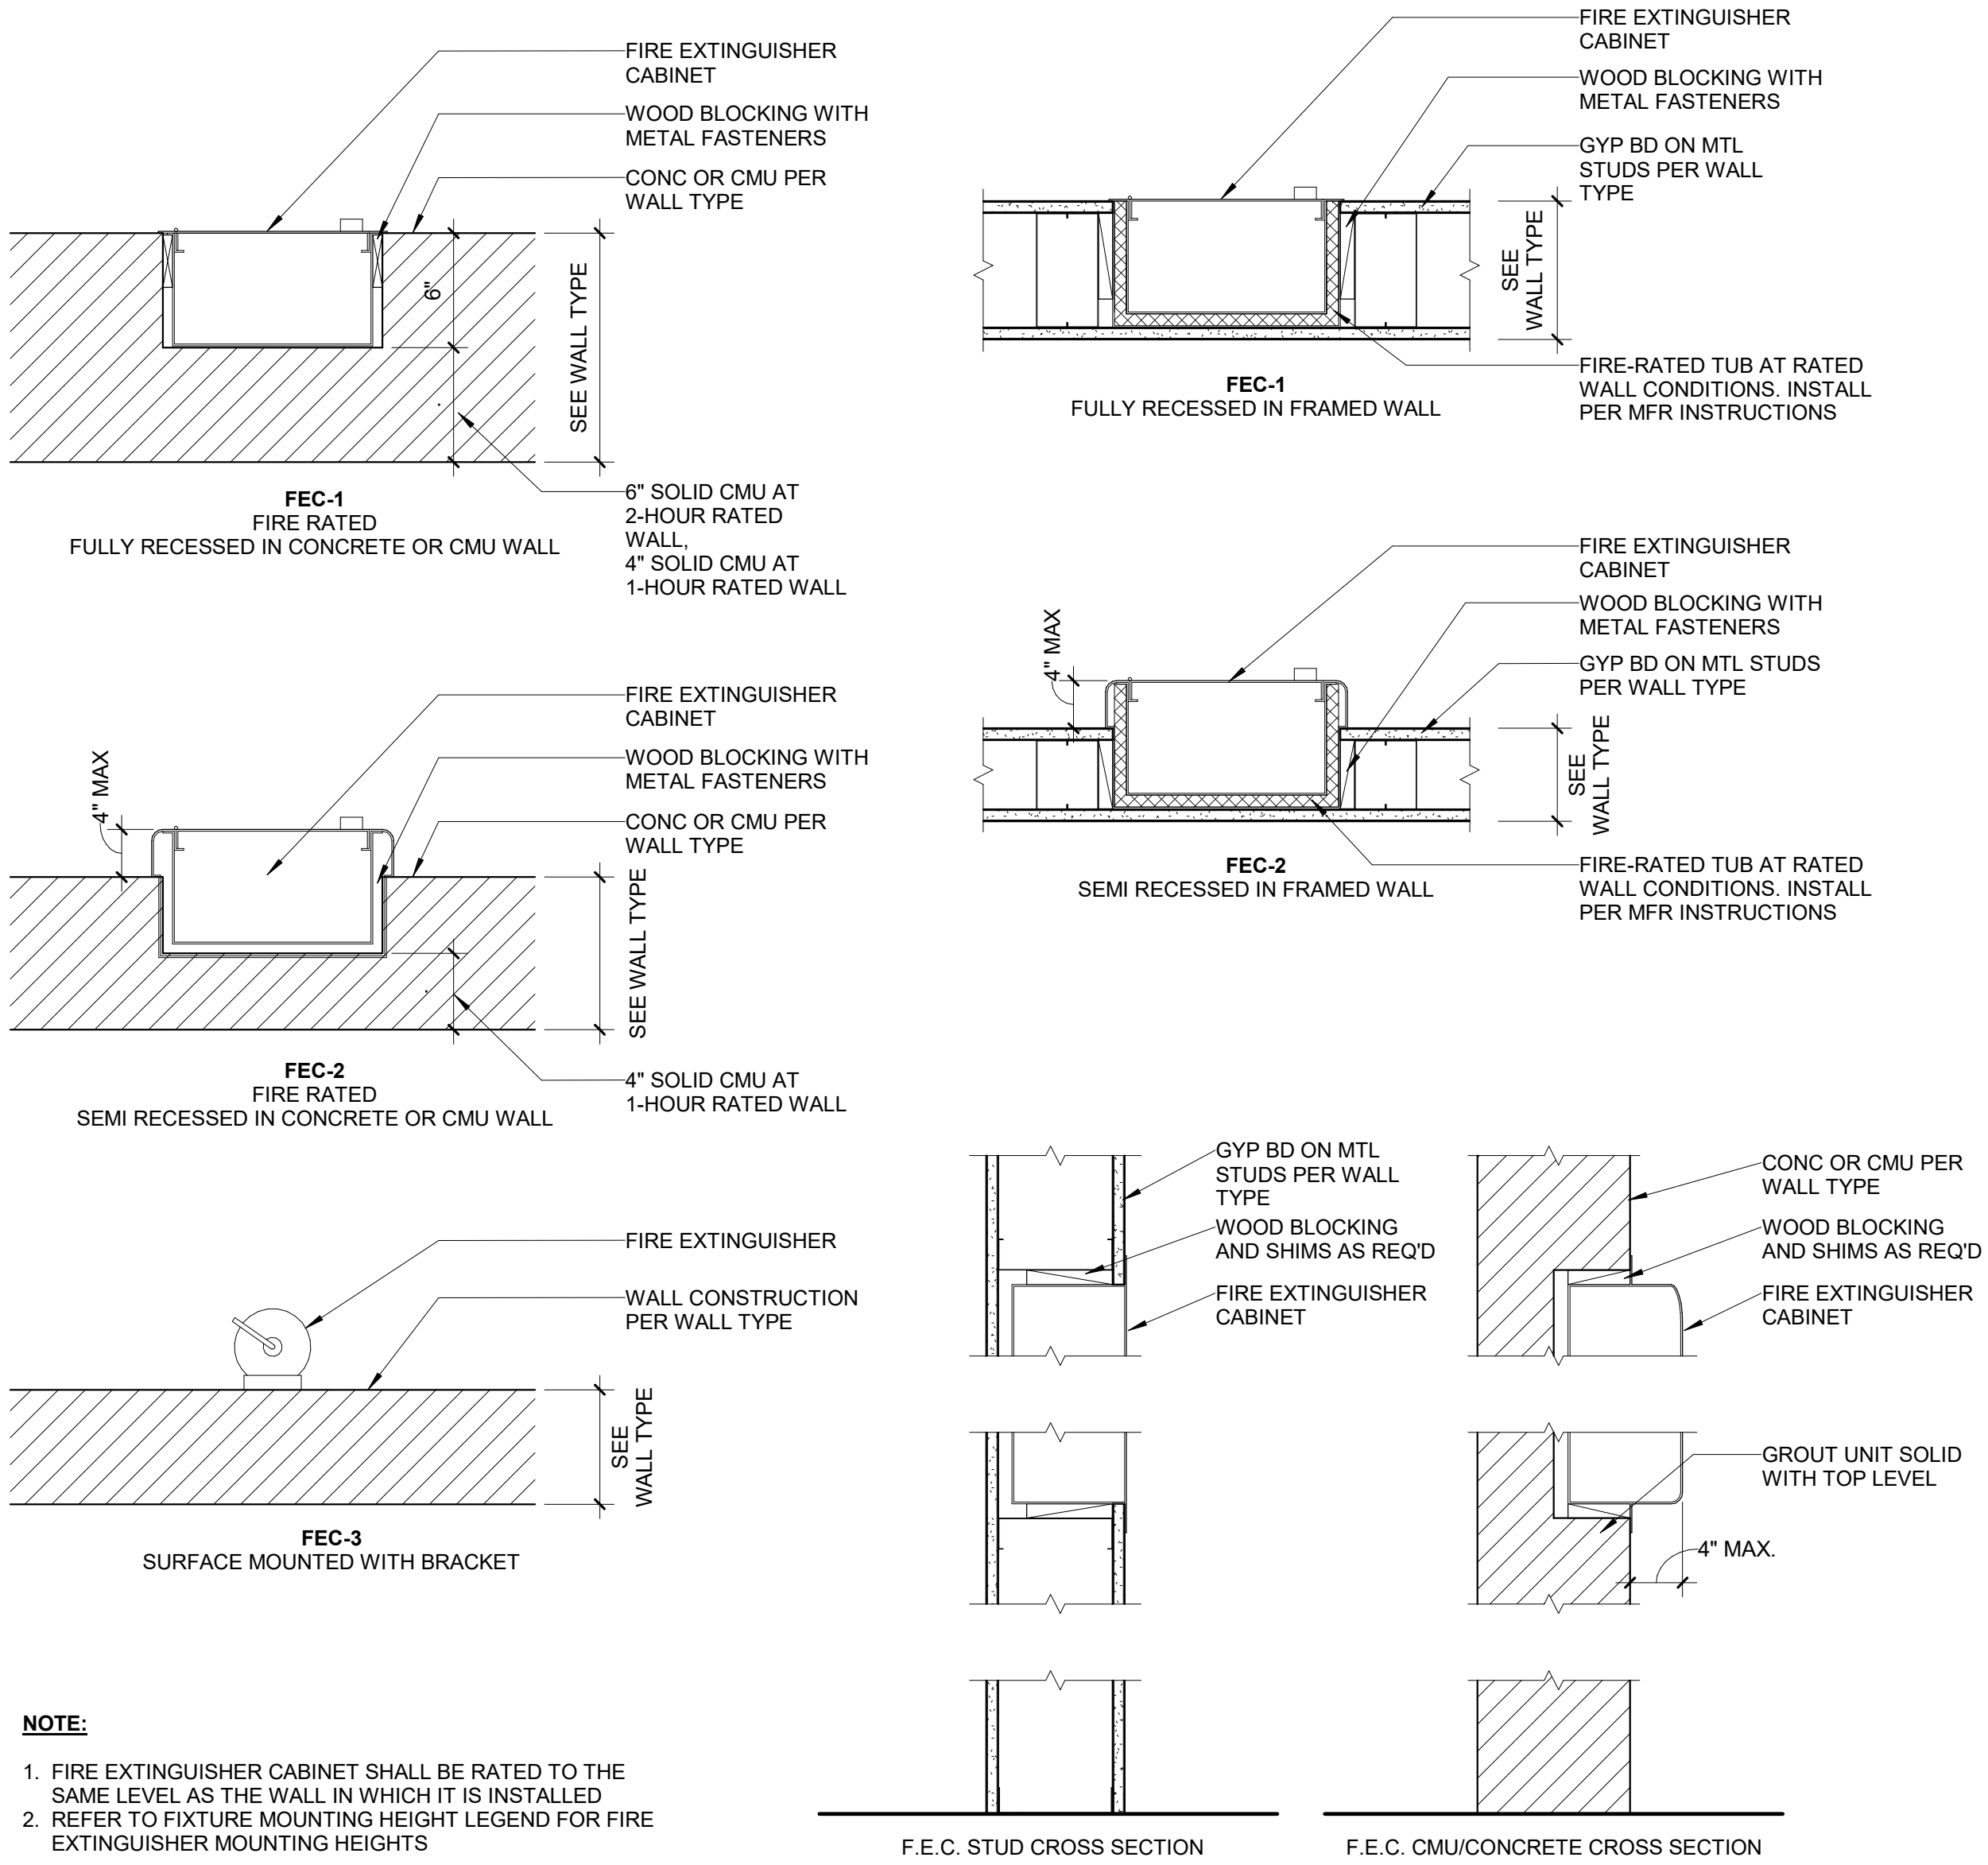 FIRE EXTINGUISHER
CABINET
WOOD BLOCKING WITH
METAL FASTENERS
CONC OR CMU PER
WALL TYPE
6"
SEE WALL TYPE
6" SOLID CMU AT
2-HOUR RATED
WALL,
4" SOLID CMU AT
1-HOUR RATED WALL
FEC-1
FIRE RATED
FULLY RECESSED IN CONCRETE OR CMU WALL
FIRE EXTINGUISHER
CABINET
WOOD BLOCKING WITH
METAL FASTENERS
GYP BD ON MTL
STUDS PER WALL
TYPE
SEE
WALL TYPE
FIRE-RATED TUB AT RATED
WALL CONDITIONS. INSTALL
PER MFR INSTRUCTIONS
FEC-1
FULLY RECESSED IN FRAMED WALL
FIRE EXTINGUISHER
CABINET
WOOD BLOCKING WITH
METAL FASTENERS
CONC OR CMU PER
WALL TYPE
4" MAX
SEE WALL TYPE
4" SOLID CMU AT
1-HOUR RATED WALL
FEC-2
FIRE RATED
SEMI RECESSED IN CONCRETE OR CMU WALL
FIRE EXTINGUISHER
CABINET
WOOD BLOCKING WITH
METAL FASTENERS
GYP BD ON MTL STUDS
PER WALL TYPE
4" MAX
SEE
WALL TYPE
FIRE-RATED TUB AT RATED
WALL CONDITIONS. INSTALL
PER MFR INSTRUCTIONS
FEC-2
SEMI RECESSED IN FRAMED WALL
FIRE EXTINGUISHER
WALL CONSTRUCTION
PER WALL TYPE
SEE
WALL TYPE
FEC-3
SURFACE MOUNTED WITH BRACKET
GYP BD ON MTL
STUDS PER WALL
TYPE
WOOD BLOCKING
AND SHIMS AS REQ'D
FIRE EXTINGUISHER
CABINET
F.E.C. STUD CROSS SECTION
CONC OR CMU PER
WALL TYPE
WOOD BLOCKING
AND SHIMS AS REQ'D
FIRE EXTINGUISHER
CABINET
GROUT UNIT SOLID
WITH TOP LEVEL
4" MAX.
F.E.C. CMU/CONCRETE CROSS SECTION
NOTE:
1. FIRE EXTINGUISHER CABINET SHALL BE RATED TO THE
SAME LEVEL AS THE WALL IN WHICH IT IS INSTALLED
2. REFER TO FIXTURE MOUNTING HEIGHT LEGEND FOR FIRE
EXTINGUISHER MOUNTING HEIGHTS